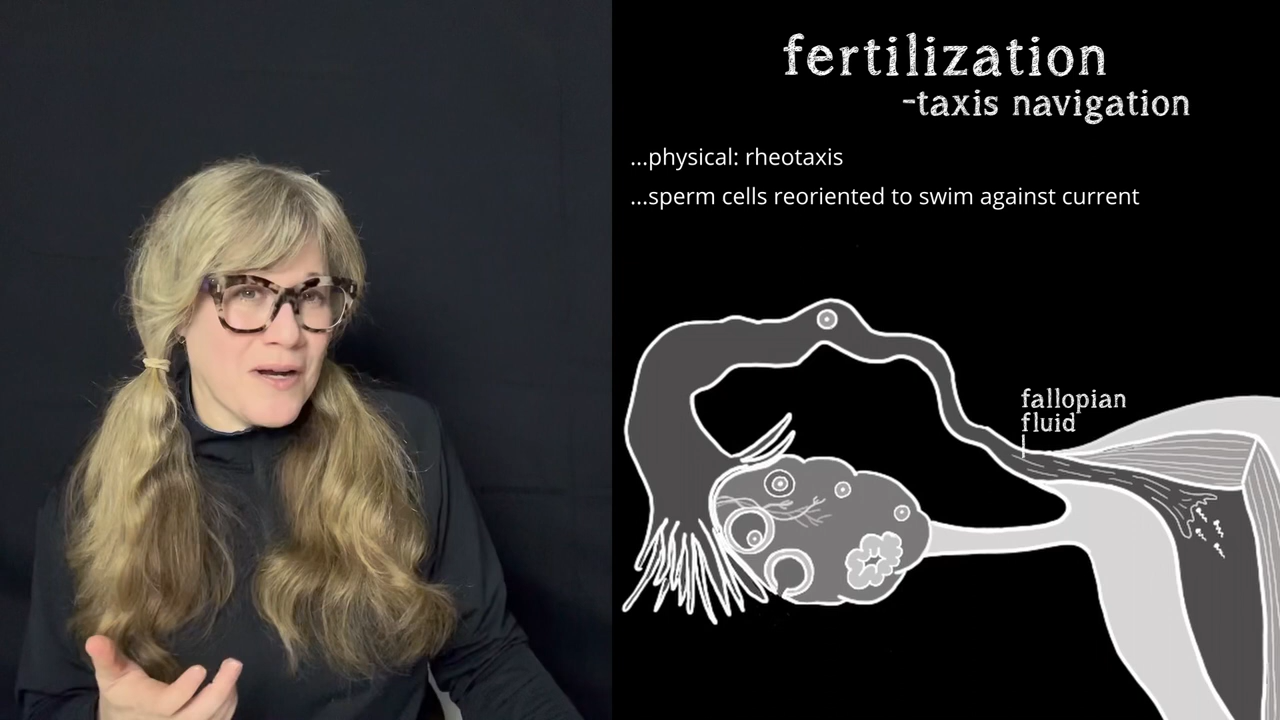 fertilization
-taxis navigation
...physical: rheotaxis
...sperm cells reoriented to swim against current
fallopian
fluid